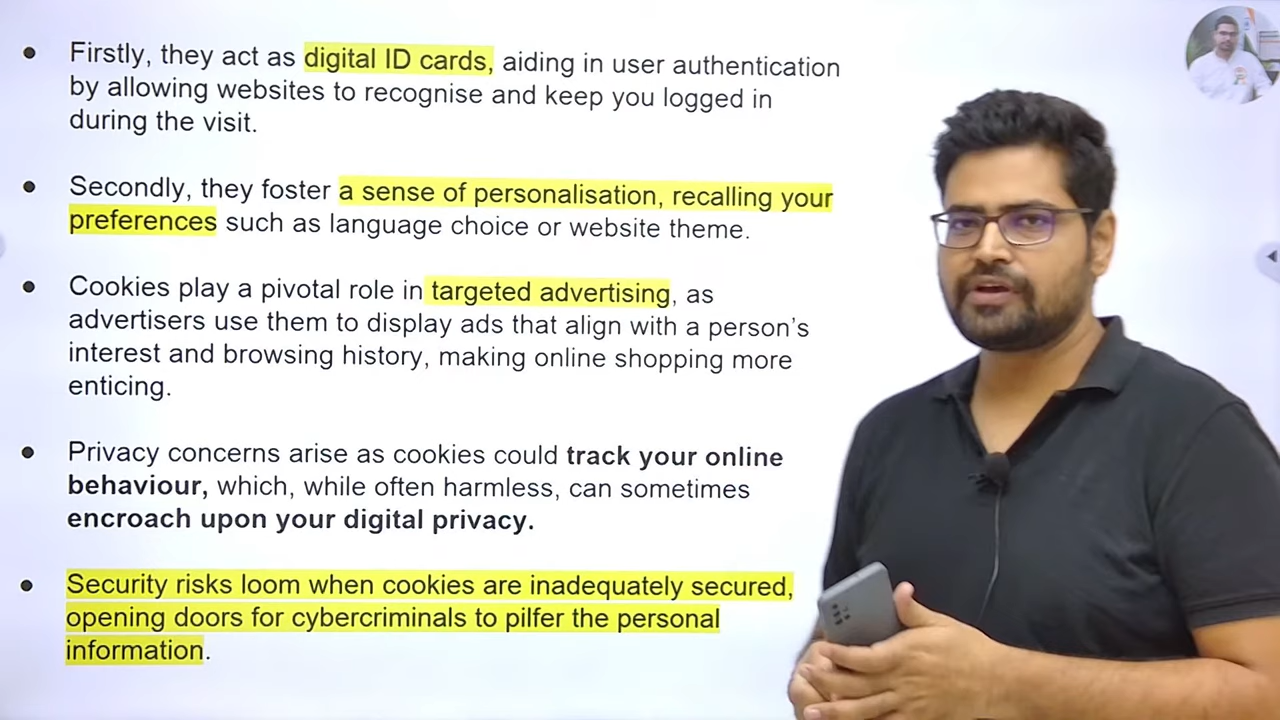 Firstly, they act as digital ID cards, aiding in user authentication
by allowing websites to recognise and keep you logged in
during the visit.
Secondly, they foster a sense of personalisation, recalling your
preferences such as language choice or website theme.
Cookies play a pivotal role in targeted advertising, as
advertisers use them to display ads that align with a person’s
interest and browsing history, making online shopping more
enticing.
Privacy concerns arise as cookies could track your online
behaviour, which, while often harmless, can sometimes
encroach upon your digital privacy.
Security risks loom when cookies are inadequately secured,
opening doors for cybercriminals to pilfer the personal
information.